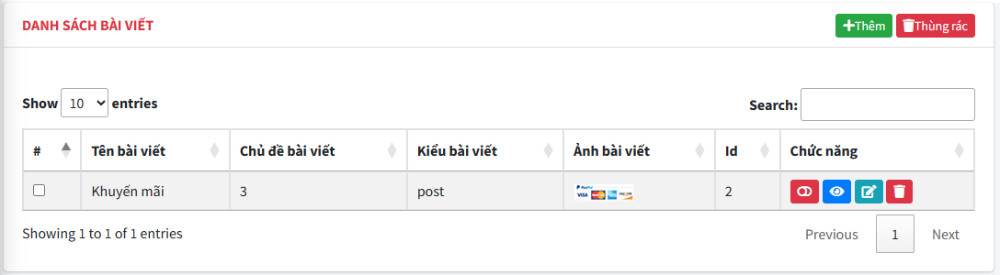 DANH SÁCH BÀI VIẾT
Thêm Thùng rác
Show 10 entries Search:
# Tên bài viết Chủ đề bài viết Kiểu bài viết Ảnh bài viết Id Chức năng
Khuyến mãi 3 post PayPal VISA 2
Showing 1 to 1 of 1 entries Previous 1 Next